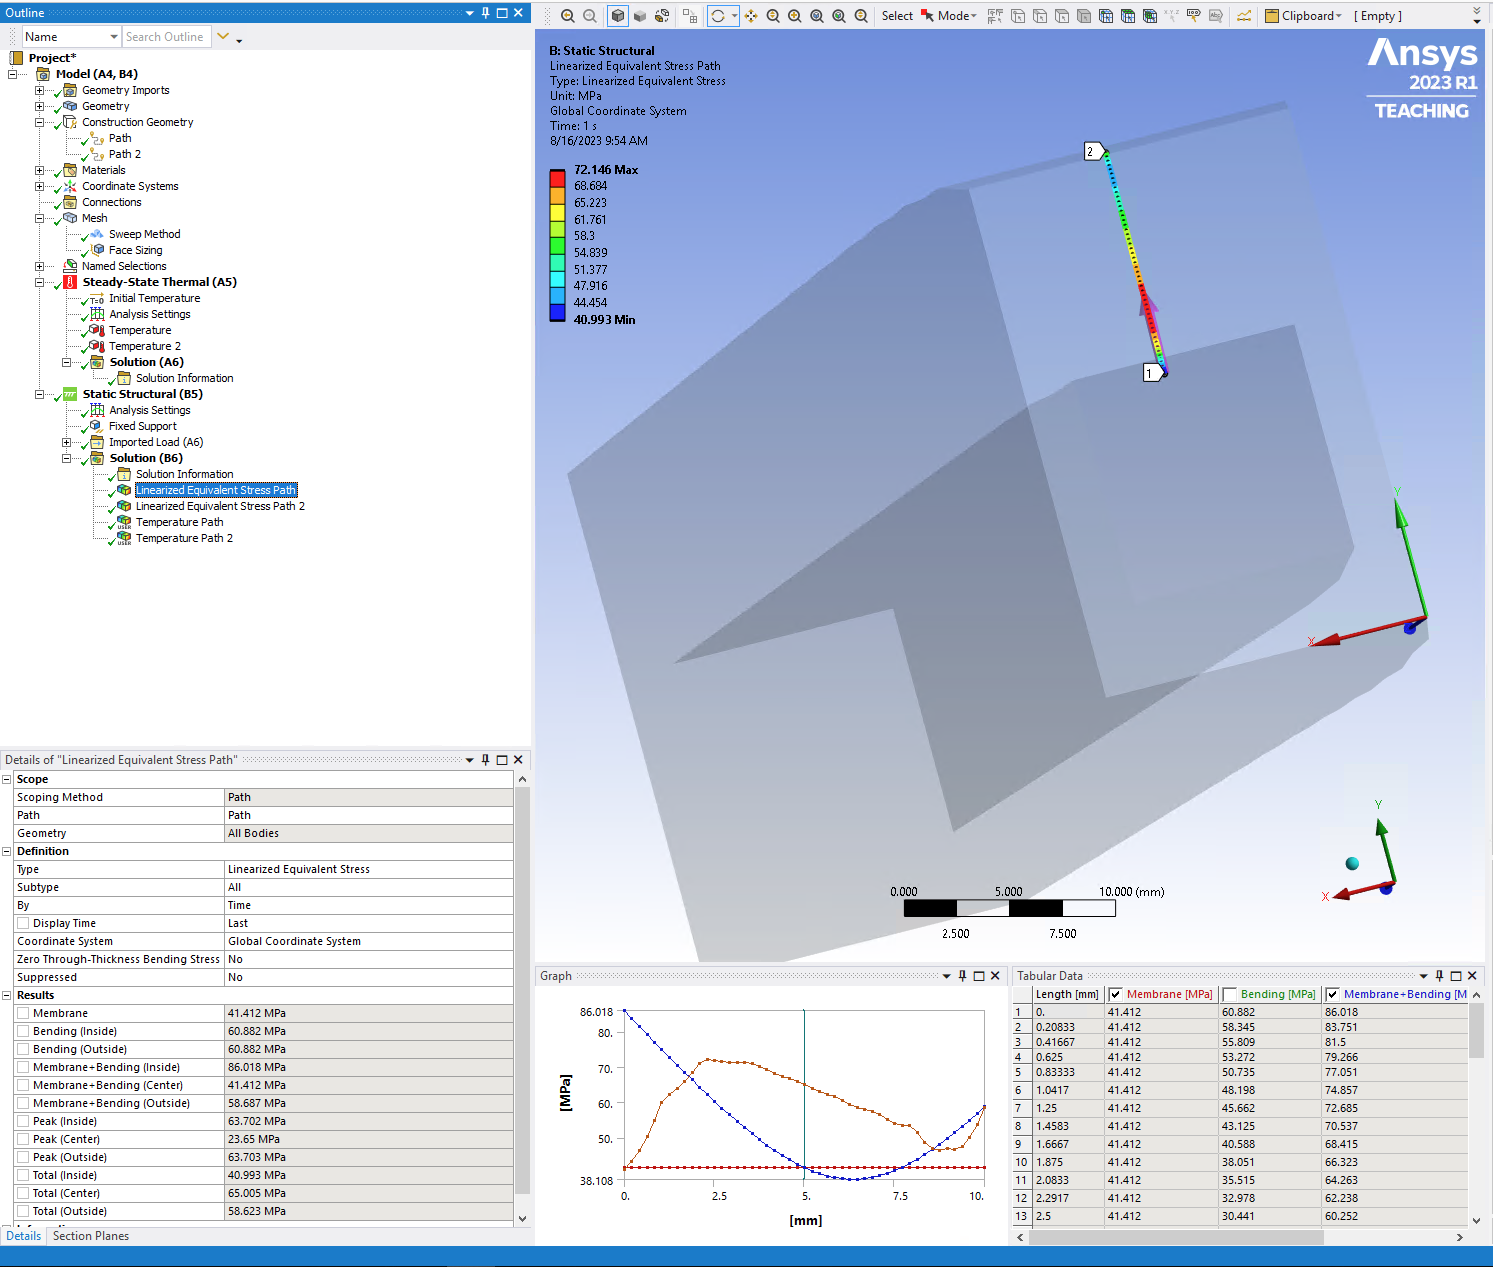 Outline
Name
Search Outline
Project*
Model (A4, B4)
Geometry Imports
Geometry
Construction Geometry
Path
Path 2
Materials
Coordinate Systems
Connections
Mesh
Sweep Method
Face Sizing
Named Selections
Steady-State Thermal (A5)
T=0 Initial Temperature
Analysis Settings
Temperature
Temperature 2
Solution (A6)
Solution Information
Static Structural (B5)
Analysis Settings
Fixed Support
Imported Load (A6)
Solution (B6)
Solution Information
Linearized Equivalent Stress Path
Linearized Equivalent Stress Path 2
USER Temperature Path
USER Temperature Path 2
Details of "Linearized Equivalent Stress Path"
Scope
Scoping Method Path
Path Path
Geometry All Bodies
Definition
Type Linearized Equivalent Stress
Subtype All
By Time
Display Time Last
Coordinate System Global Coordinate System
Zero Through-Thickness Bending Stress No
Suppressed No
Results
Membrane 41.412 MPa
Bending (Inside) 60.882 MPa
Bending (Outside) 60.882 MPa
Membrane+Bending (Inside) 86.018 MPa
Membrane+Bending (Center) 41.412 MPa
Membrane+Bending (Outside) 58.687 MPa
Peak (Inside) 63.702 MPa
Peak (Center) 23.65 MPa
Peak (Outside) 63.703 MPa
Total (Inside) 40.993 MPa
Total (Center) 65.005 MPa
Total (Outside) 58.623 MPa
Details Section Planes
Select Mode Clipboard [ Empty ]
B: Static Structural
Linearized Equivalent Stress Path
Type: Linearized Equivalent Stress
Unit: MPa
Global Coordinate System
Time: 1 s
8/16/2023 9:54 AM
72.146 Max
68.684
65.223
61.761
58.3
54.839
51.377
47.916
44.454
40.993 Min
Ansys
2023 R1
TEACHING
2
1
Y
X
Y
X
0.000 5.000 10.000 (mm)
2.500 7.500
Graph
86.018
80.
70.
60.
50.
38.108
[MPa]
0. 2.5 5. 7.5 10.
[mm]
Tabular Data
Length [mm] Membrane [MPa] Bending [MPa] Membrane+Bending [M
1 0. 41.412 60.882 86.018
2 0.20833 41.412 58.345 83.751
3 0.41667 41.412 55.809 81.5
4 0.625 41.412 53.272 79.266
5 0.83333 41.412 50.735 77.051
6 1.0417 41.412 48.198 74.857
7 1.25 41.412 45.662 72.685
8 1.4583 41.412 43.125 70.537
9 1.6667 41.412 40.588 68.415
10 1.875 41.412 38.051 66.323
11 2.0833 41.412 35.515 64.263
12 2.2917 41.412 32.978 62.238
13 2.5 41.412 30.441 60.252